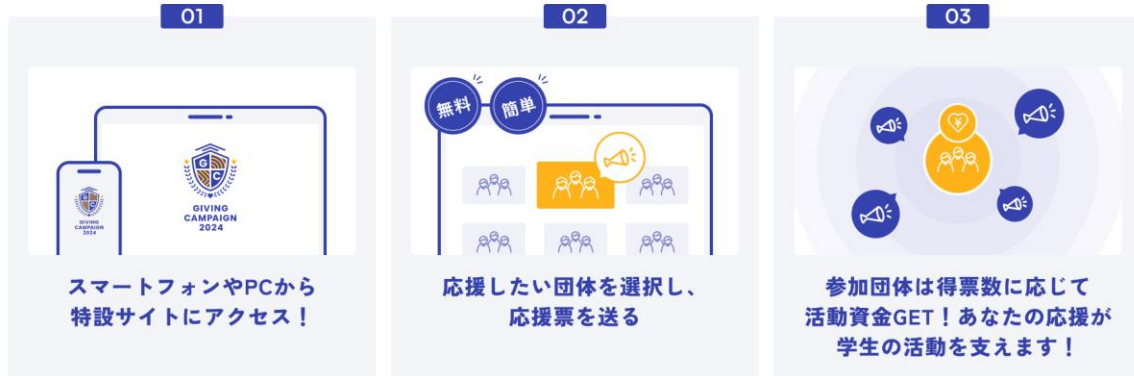 01
G
C
GIVING
CAMPAIGN
2024
GIVING
CAMPAIGN
2024
スマートフォンやPCから
特設サイトにアクセス！
02
無料
簡単
応援したい団体を選択し、
応援票を送る
03
¥
参加団体は得票数に応じて
活動資金GET！あなたの応援が
学生の活動を支えます！